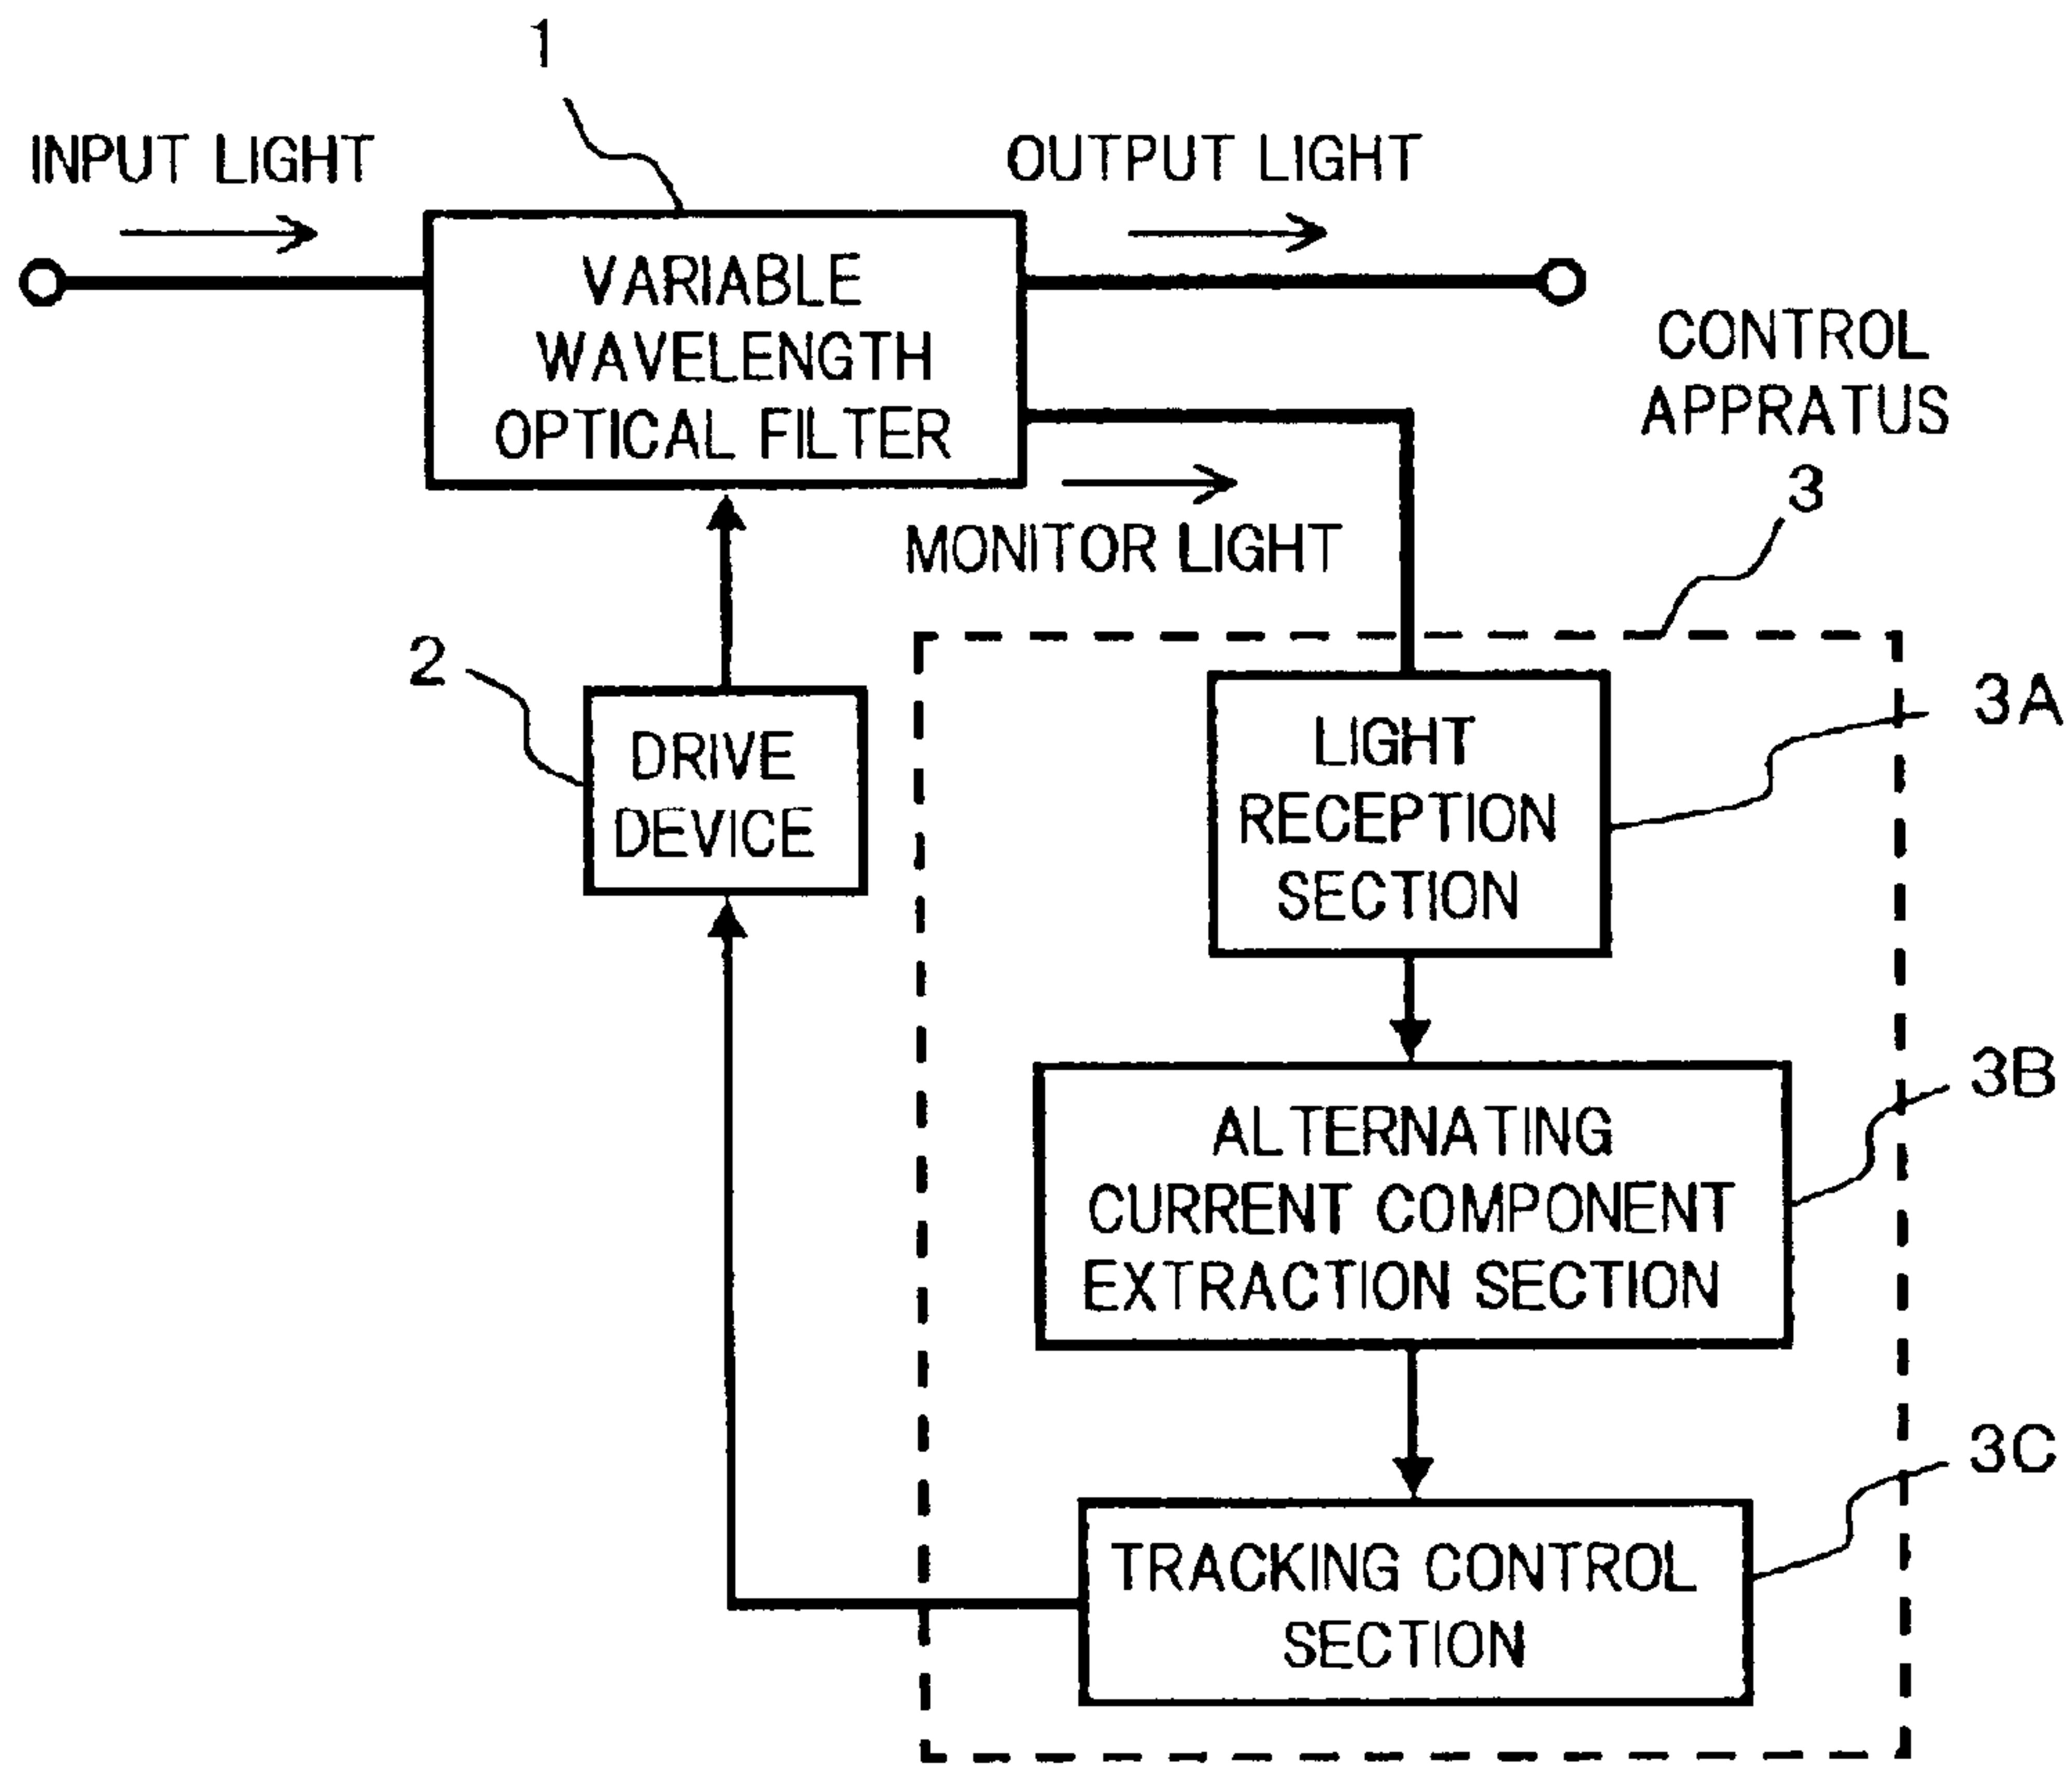 1
INPUT LIGHT
OUTPUT LIGHT
VARIABLE
WAVELENGTH
OPTICAL FILTER
CONTROL
APPRATUS
3
MONITOR LIGHT
2
DRIVE
DEVICE
3A
LIGHT
RECEPTION
SECTION
3B
ALTERNATING
CURRENT COMPONENT
EXTRACTION SECTION
3C
TRACKING CONTROL
SECTION